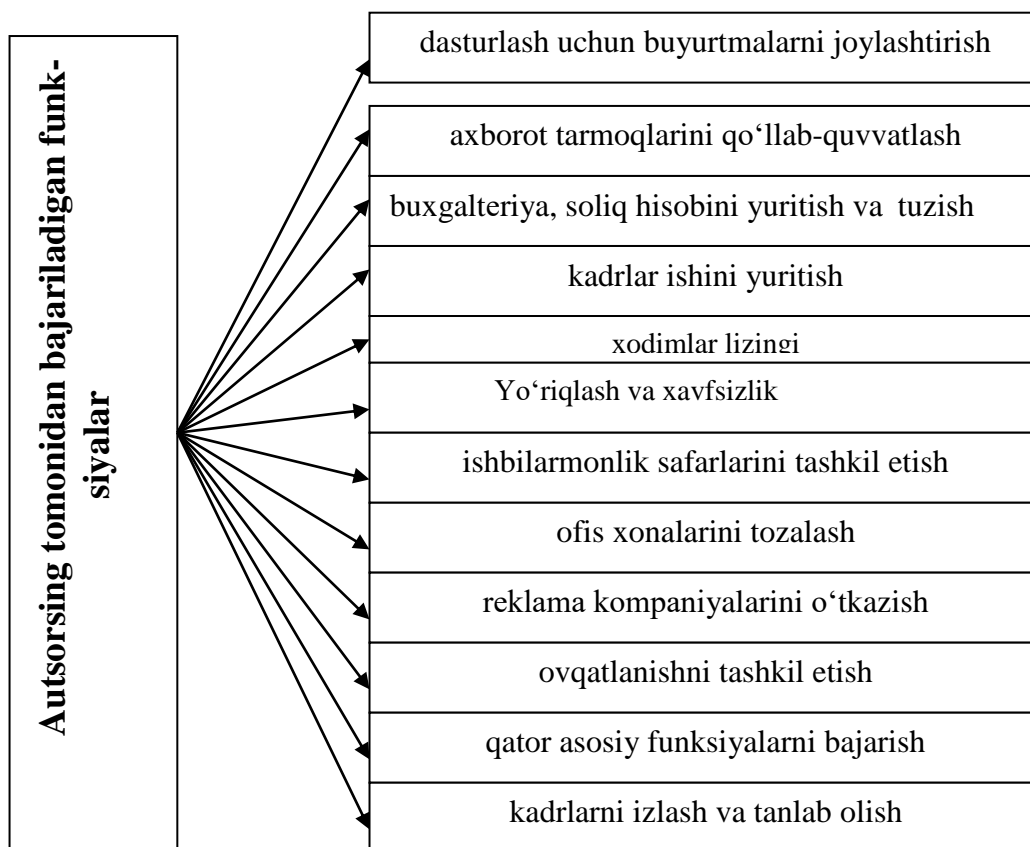 Autsorsing tomonidan bajariladigan funk-
siyalar
dasturlash uchun buyurtmalarni joylashtirish
axborot tarmoqlarini qo‘llab-quvvatlash
buxgalteriya, soliq hisobini yuritish va tuzish
kadrlar ishini yuritish
xodimlar lizingi
Yo‘riqlash va xavfsizlik
ishbilarmonlik safarlarini tashkil etish
ofis xonalarini tozalash
reklama kompaniyalarini o‘tkazish
ovqatlanishni tashkil etish
qator asosiy funksiyalarni bajarish
kadrlarni izlash va tanlab olish